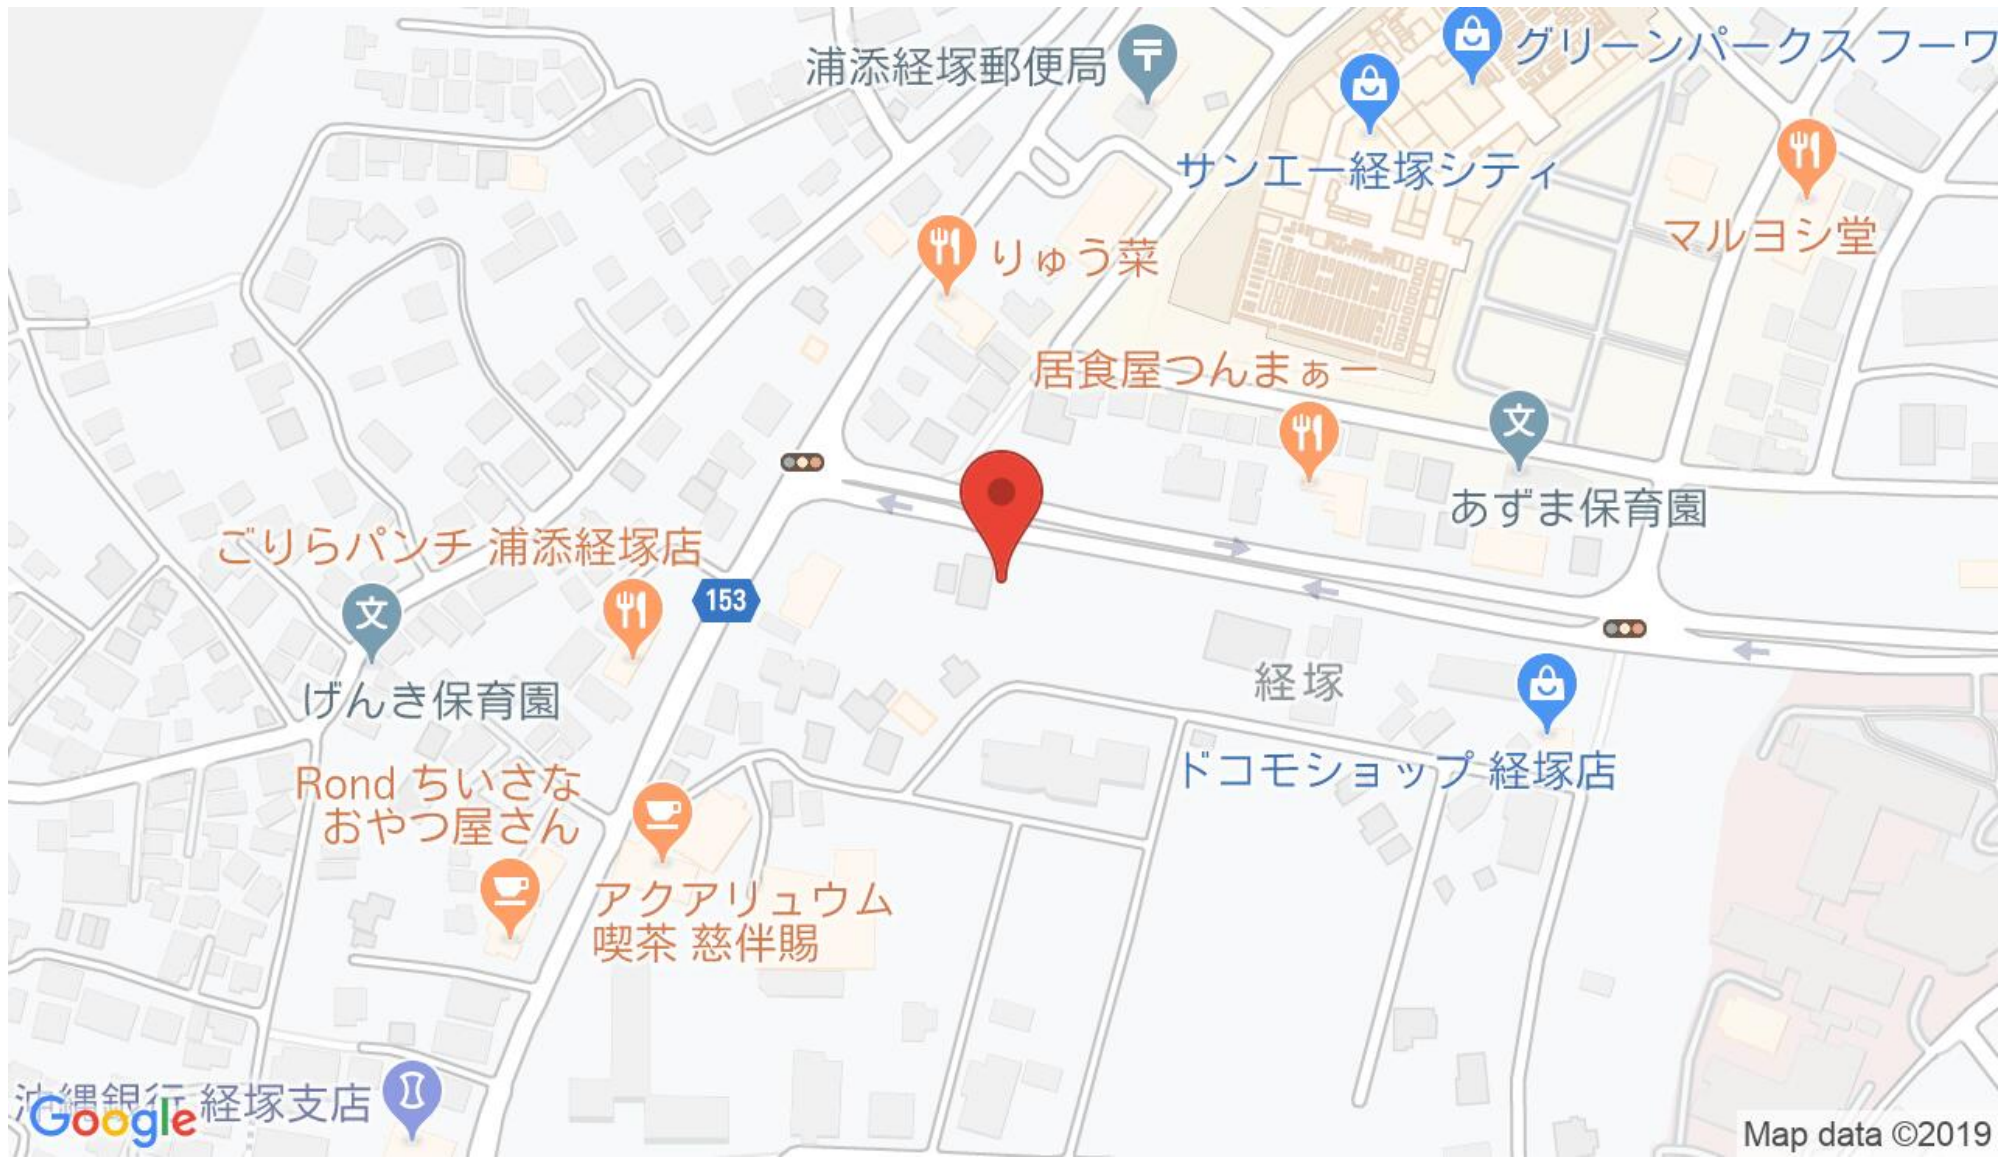 グリーンパークス フーワ
浦添経塚郵便局
サンエー経塚シティ
マルヨシ堂
りゅう菜
居食屋つんまぁー
あずま保育園
ごりらパンチ 浦添経塚店
153
げんき保育園
経塚
ドコモショップ 経塚店
Rond ちいさな
おやつ屋さん
アクアリュウム
喫茶 慈伴賜
沖縄銀行 経塚支店
Google
Map data ©2019